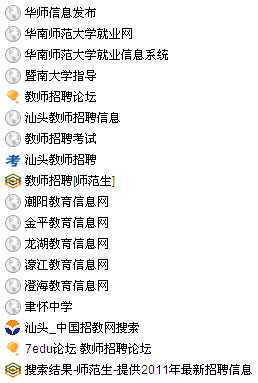 华师信息发布
华南师范大学就业网
华南师范大学就业信息系统
暨南大学指导
教师招聘论坛
汕头教师招聘信息
教师招聘考试
汕头教师招聘
教师招聘[师范生]
潮阳教育信息网
金平教育信息网
龙湖教育信息网
濠江教育信息网
澄海教育信息网
聿怀中学
汕头_中国招教网搜索
7edu论坛 教师招聘论坛
搜索结果-师范生-提供2011年最新招聘信息